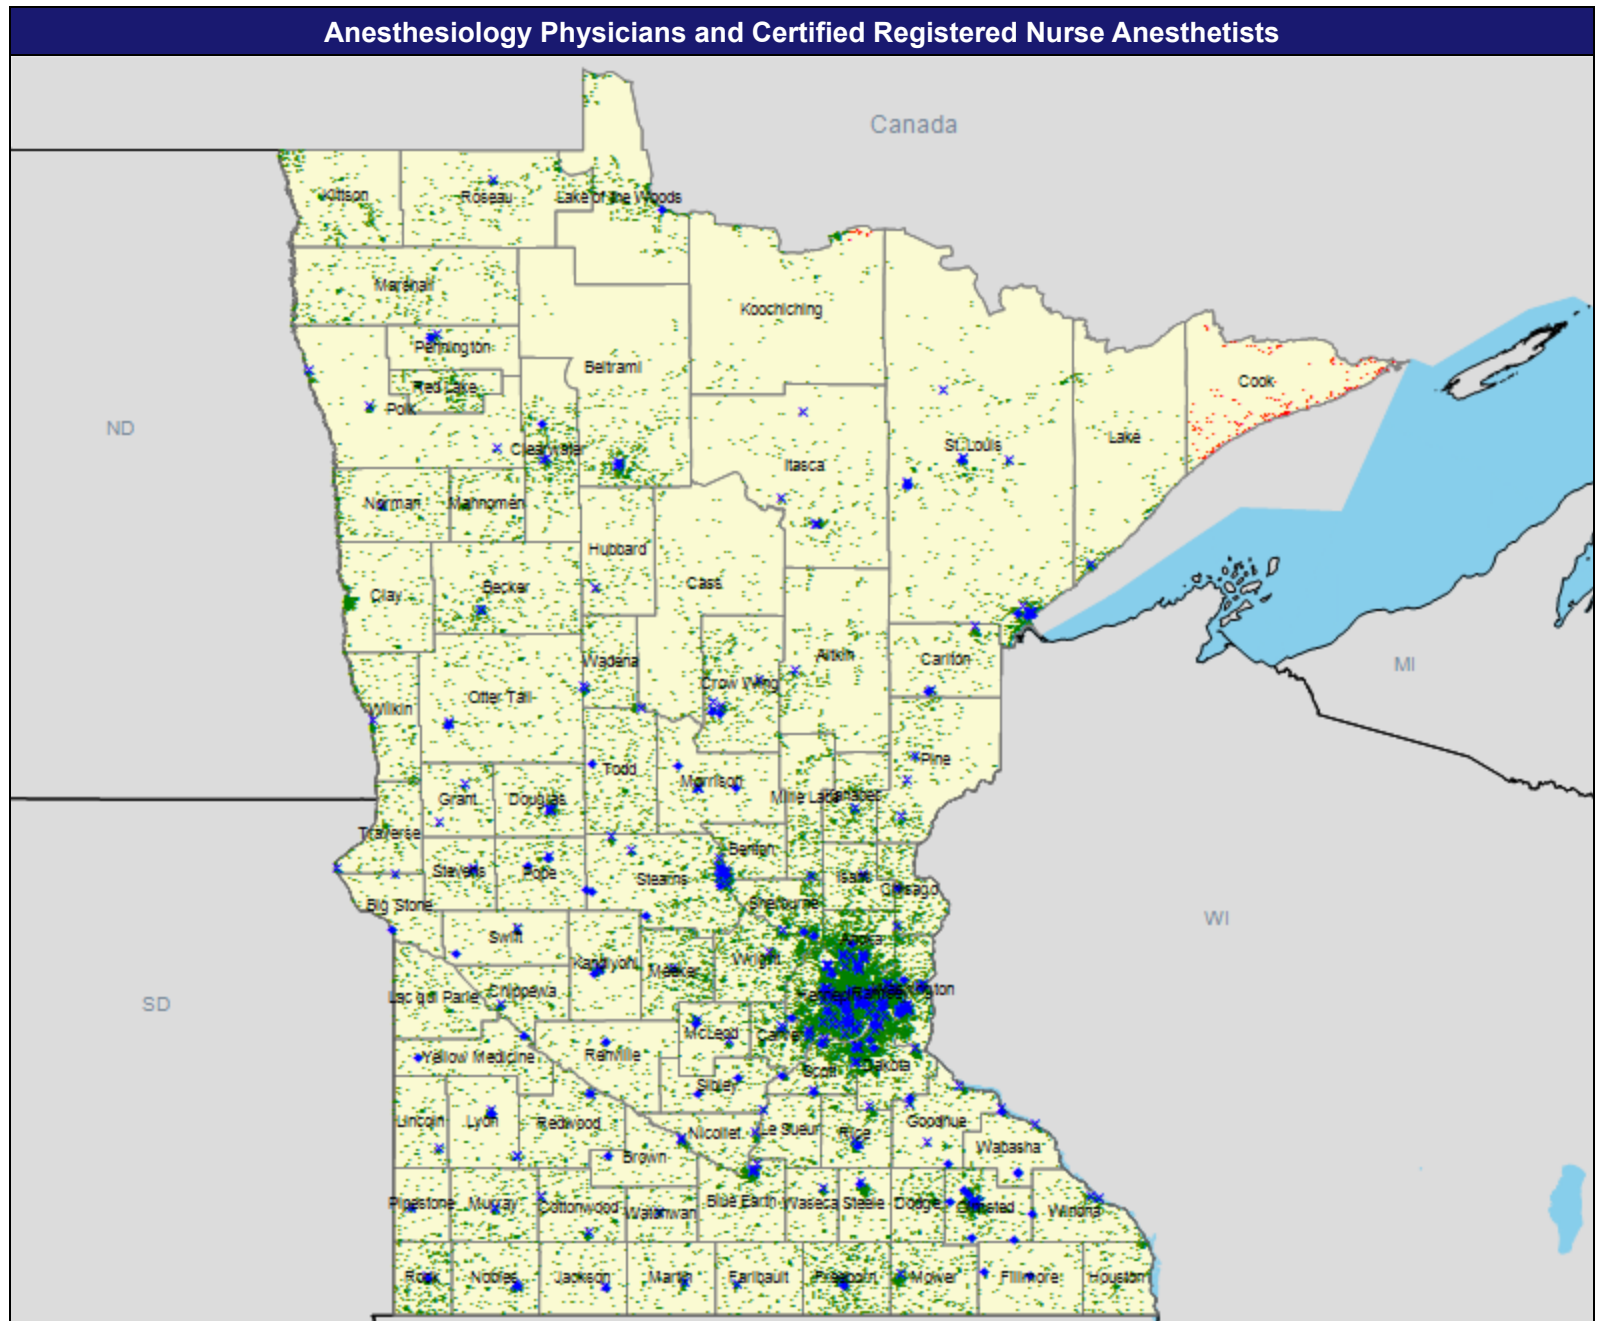 Anesthesiology Physicians and Certified Registered Nurse Anesthetists
Canada
Kittson
Roseau
Lake of the Woods
Marshall
Koochiching
Pennington
Beltrami
Red Lake
Polk
Cook
ND
Clearwater
St. Louis
Lake
Itasca
Norman
Mahnomen
Hubbard
Cass
Clay
Becker
Aitkin
Wadena
Carlton
MI
Crow Wing
Otter Tail
Wilkin
Pine
Todd
Morrison
Mille Lacs
Kanabec
Grant
Douglas
Traverse
Benton
Stevens
Pope
Stearns
Isanti
Chisago
Big Stone
Sherburne
WI
Swift
Anoka
Kandiyohi
Meeker
Wright
Lac qui Parle
Chippewa
SD
McLeod
Carver
Yellow Medicine
Renville
Scott
Dakota
Sibley
Lincoln
Lyon
Redwood
Nicollet
Le Sueur
Rice
Goodhue
Wabasha
Brown
Pipestone
Murray
Cottonwood
Watonwan
Blue Earth
Waseca
Steele
Dodge
Olmsted
Winona
Rock
Nobles
Jackson
Martin
Faribault
Freeborn
Mower
Fillmore
Houston